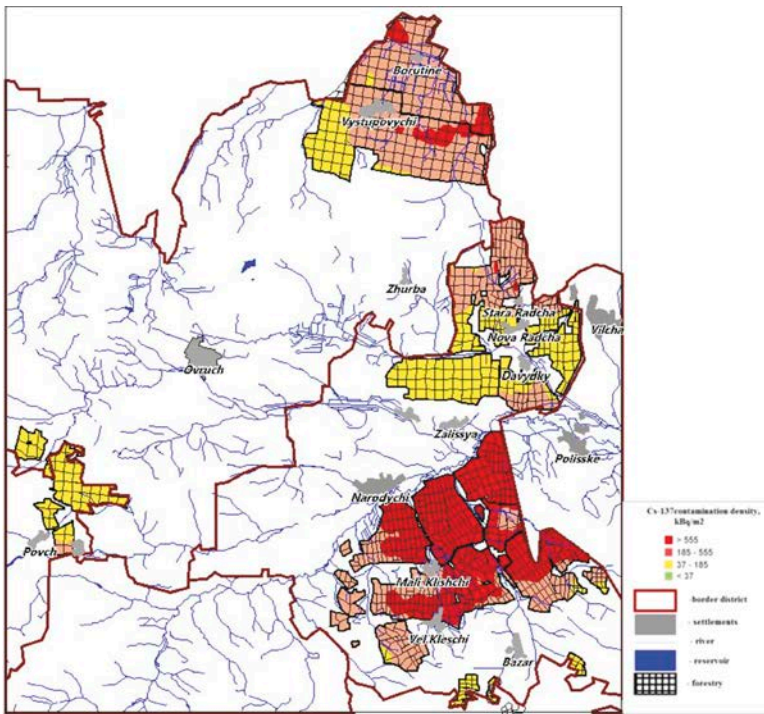 Borutine
Vystupovychi
Zhurba
Stara Radcha
Vilcha
Nova Radcha
Ovruch
Davydky
Zalissya
Polisske
Narodychi
Povch
Mali Klishchi
Vel.Kleschi
Bazar
Cs-137contamination density,
kBq/m2
> 555
185 - 555
37 - 185
< 37
-border district
- settlements
- river
- reservoir
- forestry